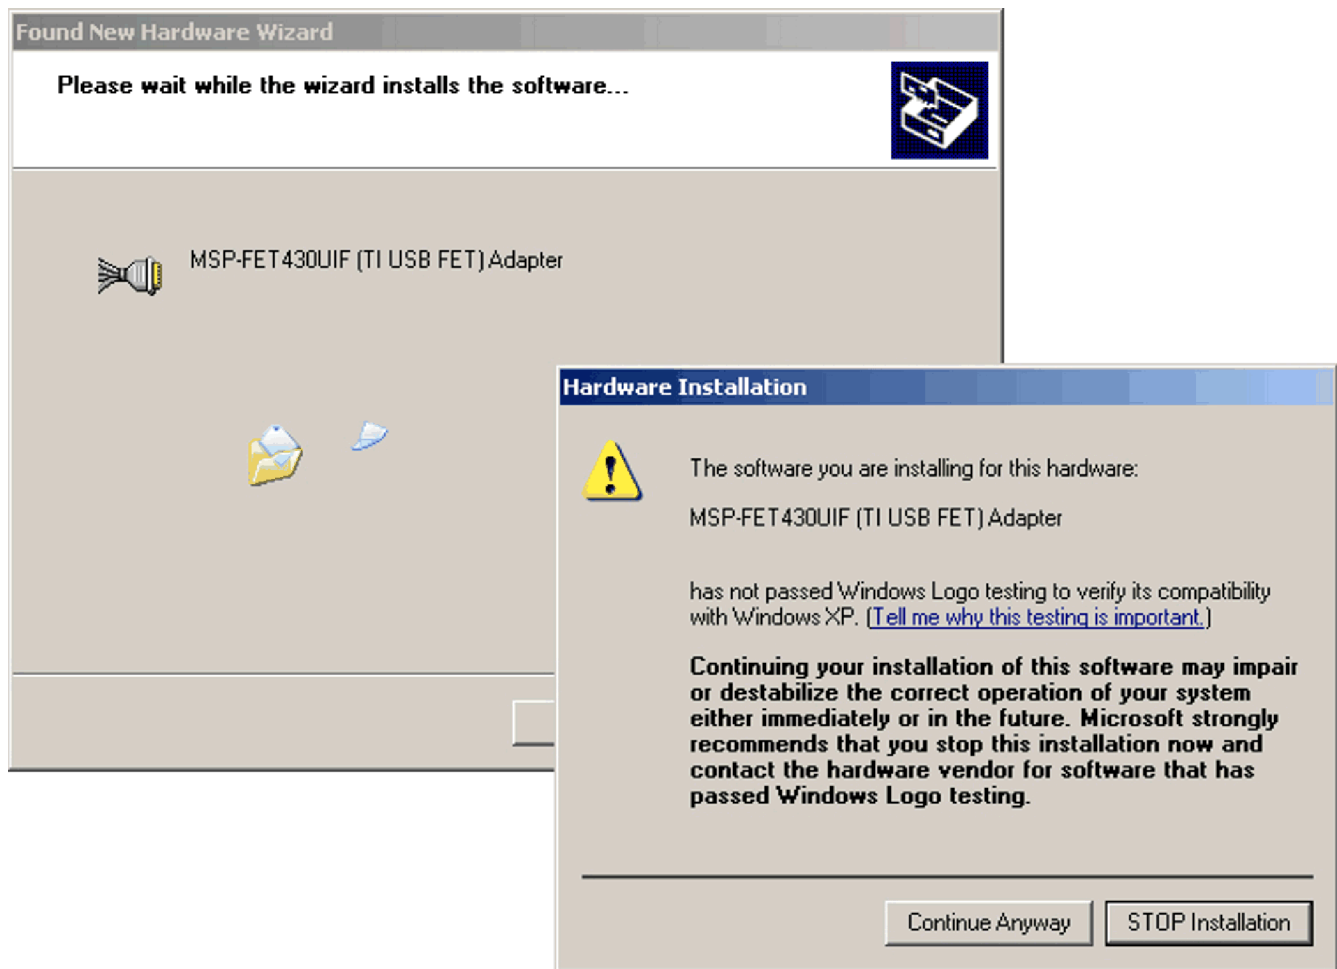 Found New Hardware Wizard
Please wait while the wizard installs the software...
MSP-FET430UIF (TI USB FET) Adapter
Hardware Installation
The software you are installing for this hardware:
MSP-FET430UIF (TI USB FET) Adapter
has not passed Windows Logo testing to verify its compatibility
with Windows XP. (Tell me why this testing is important.)
Continuing your installation of this software may impair
or destabilize the correct operation of your system
either immediately or in the future. Microsoft strongly
recommends that you stop this installation now and
contact the hardware vendor for software that has
passed Windows Logo testing.
Continue Anyway
STOP Installation